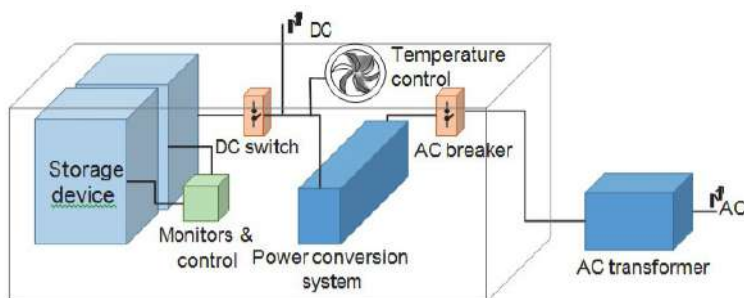 DC
Temperature
control
DC switch
AC breaker
Storage
device
Monitors &
control
Power conversion
system
AC
AC transformer